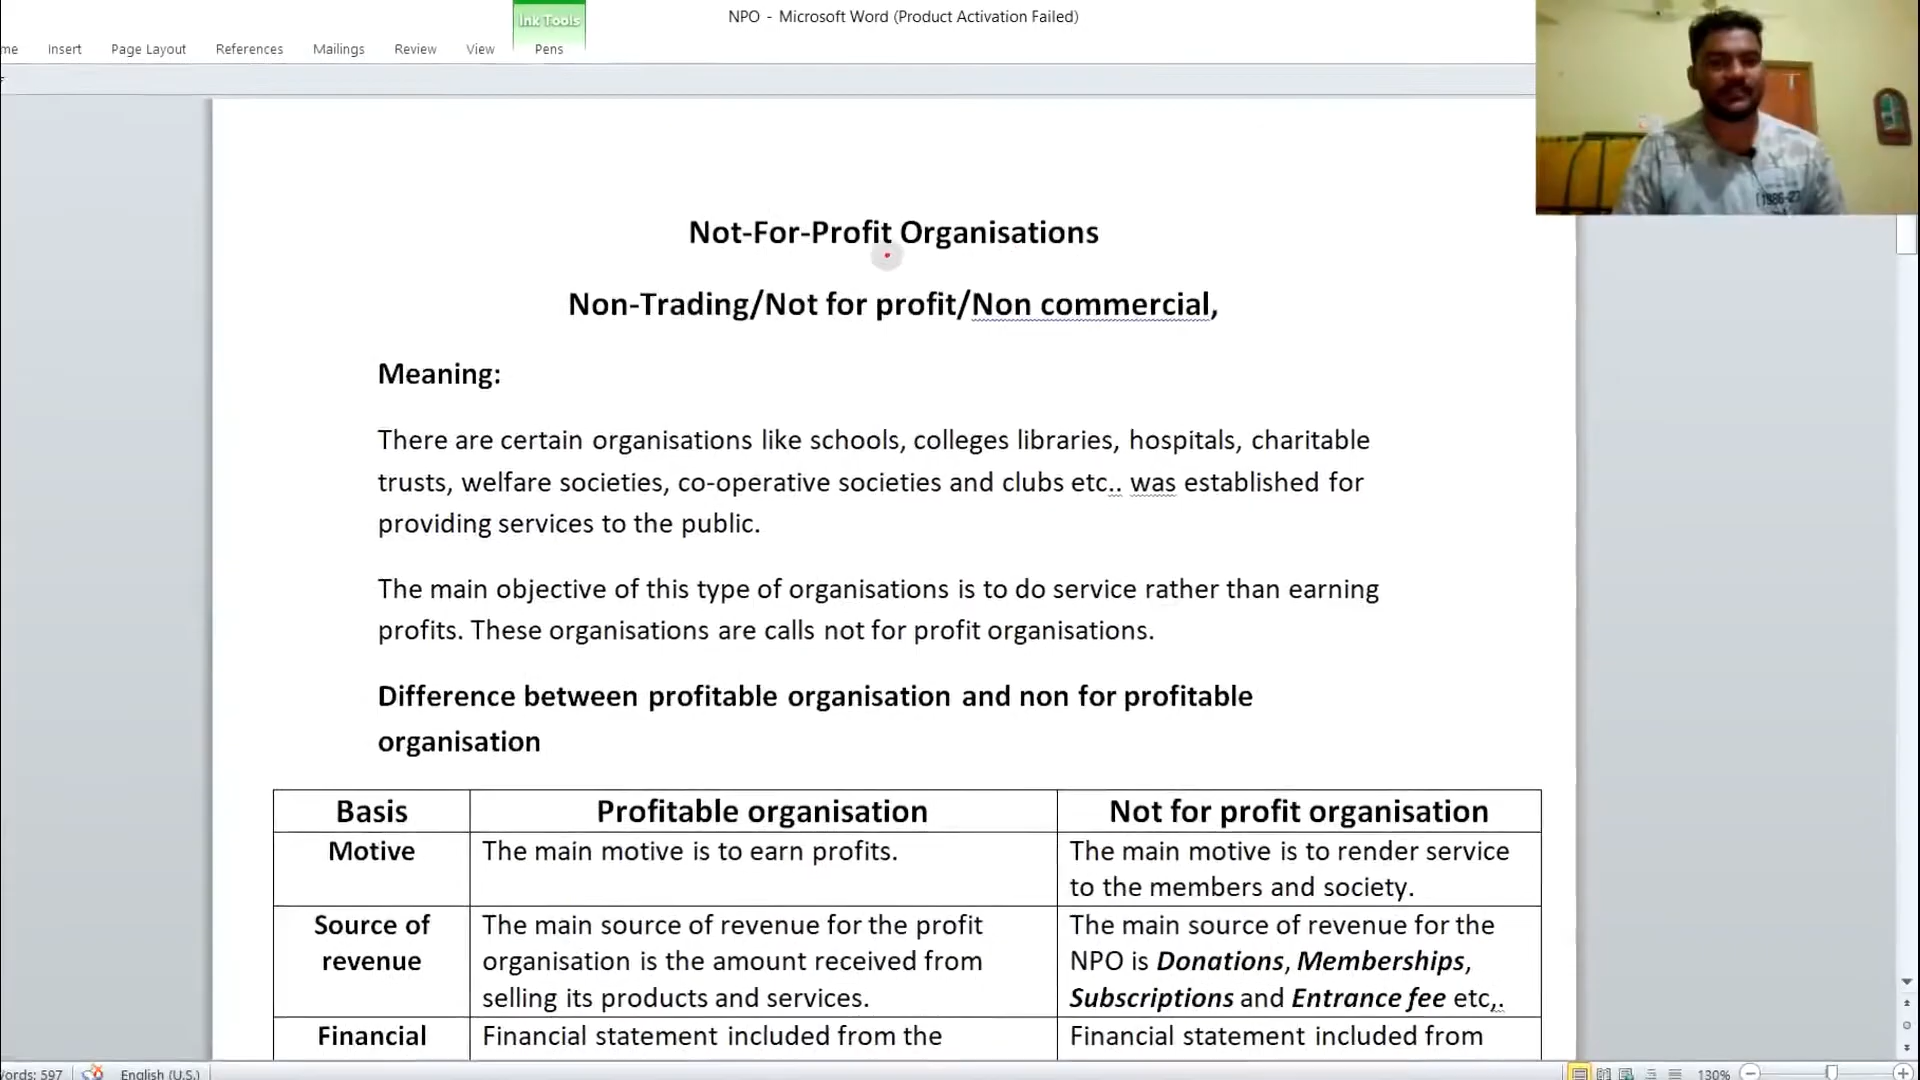 NPO - Microsoft Word (Product Activation Failed)
Ink Tools
me Insert Page Layout References Mailings Review View Pens
Not-For-Profit Organisations
Non-Trading/Not for profit/Non commercial,
Meaning:
There are certain organisations like schools, colleges libraries, hospitals, charitable
trusts, welfare societies, co-operative societies and clubs etc.. was established for
providing services to the public.
The main objective of this type of organisations is to do service rather than earning
profits. These organisations are calls not for profit organisations.
Difference between profitable organisation and non for profitable
organisation
Basis Profitable organisation Not for profit organisation
Motive The main motive is to earn profits. The main motive is to render service
to the members and society.
Source of The main source of revenue for the profit The main source of revenue for the
revenue organisation is the amount received from NPO is Donations, Memberships,
selling its products and services. Subscriptions and Entrance fee etc,.
Financial Financial statement included from the Financial statement included from
Words: 597 English (U.S.) 130%